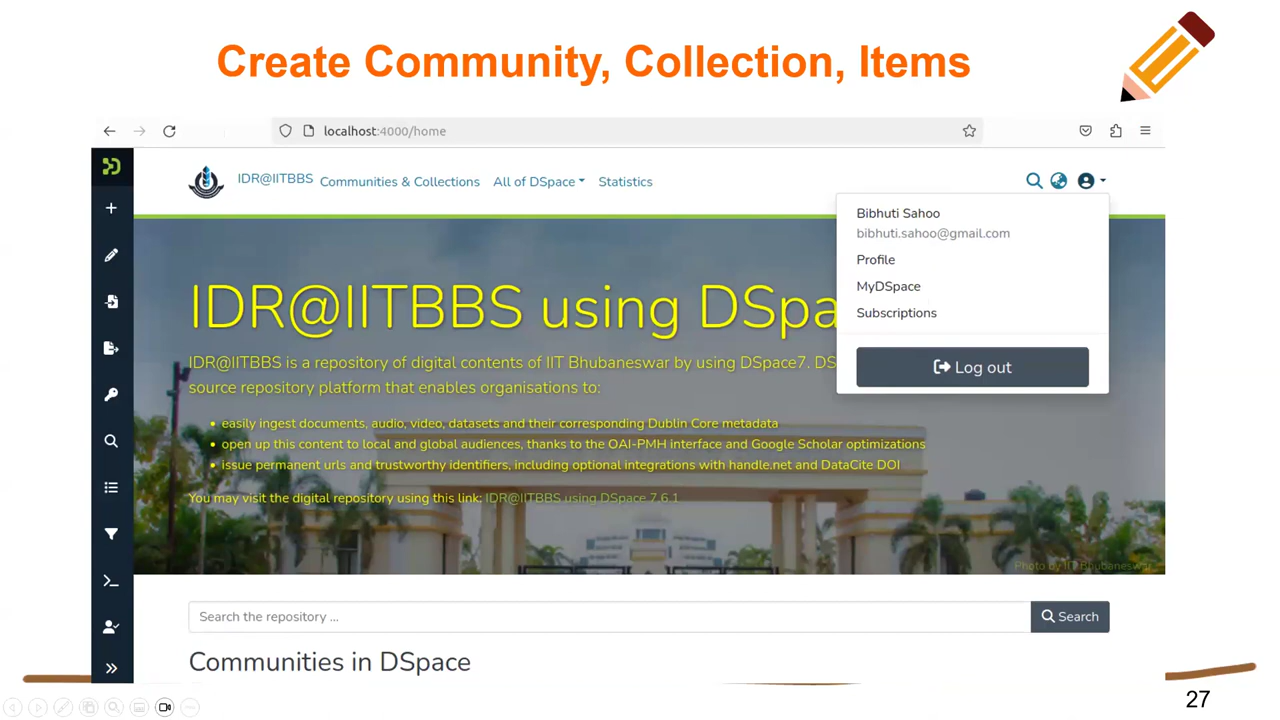 Create Community, Collection, Items
localhost:4000/home
IDR@IITBBS Communities & Collections All of DSpace Statistics
Bibhuti Sahoo
bibhuti.sahoo@gmail.com
Profile
MyDSpace
Subscriptions
Log out
IDR@IITBBS using DSpa
IDR@IITBBS is a repository of digital contents of IIT Bhubaneswar by using DSpace7. DS
source repository platform that enables organisations to:
• easily ingest documents, audio, video, datasets and their corresponding Dublin Core metadata
• open up this content to local and global audiences, thanks to the OAI-PMH interface and Google Scholar optimizations
• issue permanent urls and trustworthy identifiers, including optional integrations with handle.net and DataCite DOI
You may visit the digital repository using this link: IDR@IITBBS using DSpace 7.6.1
Photo by IIT Bhubaneswar
Search the repository ...
Search
Communities in DSpace
27